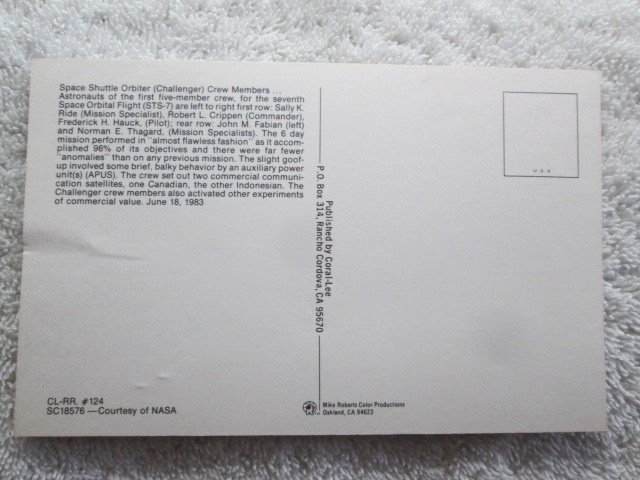 Space Shuttle Orbiter (Challenger) Crew Members ...
Astronauts of the first five-member crew, for the seventh
Space Orbital Flight (STS-7) are left to right first row: Sally K.
Ride (Mission Specialist), Robert L. Crippen (Commander),
Frederick H. Hauck, (Pilot); rear row: John M. Fabian (left)
and Norman E. Thagard, (Mission Specialists). The 6 day
mission performed in "almost flawless fashion" as it accom-
plished 96% of its objectives and there were far fewer
"anomalies" than on any previous mission. The slight goof-
up involved some brief, balky behavior by an auxiliary power
unit(s) (APUS). The crew set out two commercial communi-
cation satellites, one Canadian, the other Indonesian. The
Challenger crew members also activated other experiments
of commercial value. June 18, 1983
CL-RR. #124
SC18576 — Courtesy of NASA
Published by Coral-Lee
P.O. Box 314, Rancho Cordova, CA 95670
Mike Roberts Color Productions
Oakland, CA 94623
USA